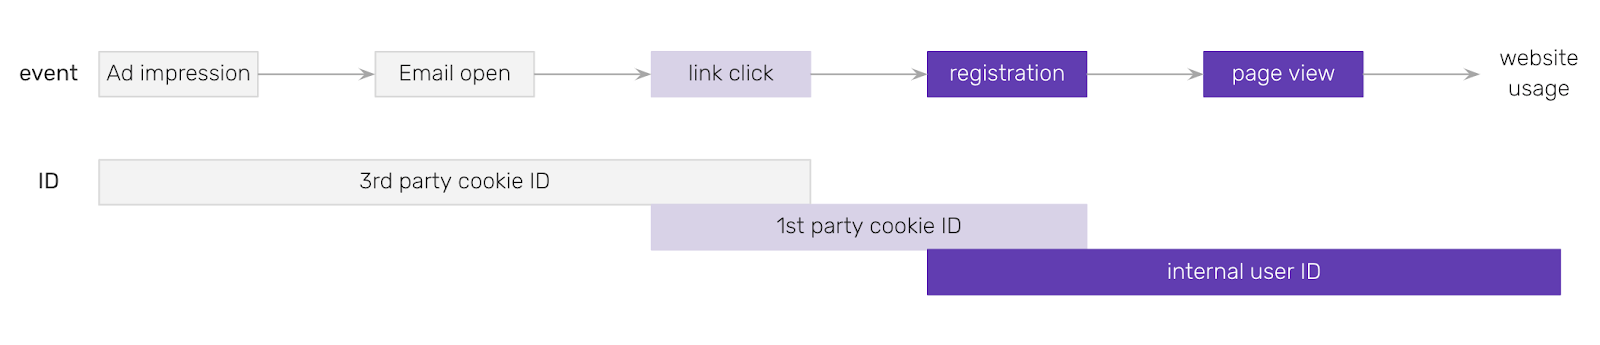 event Ad impression Email open link click registration page view website
usage
ID 3rd party cookie ID
1st party cookie ID
internal user ID